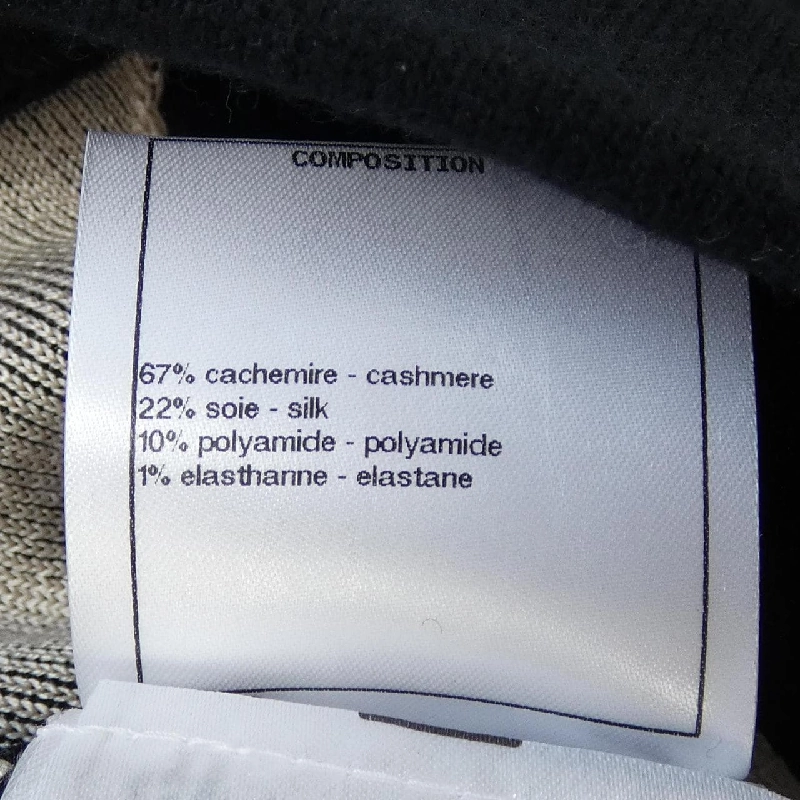 COMPOSITION
67% cachemire - cashmere
22% soie - silk
10% polyamide - polyamide
1% elasthanne - elastane